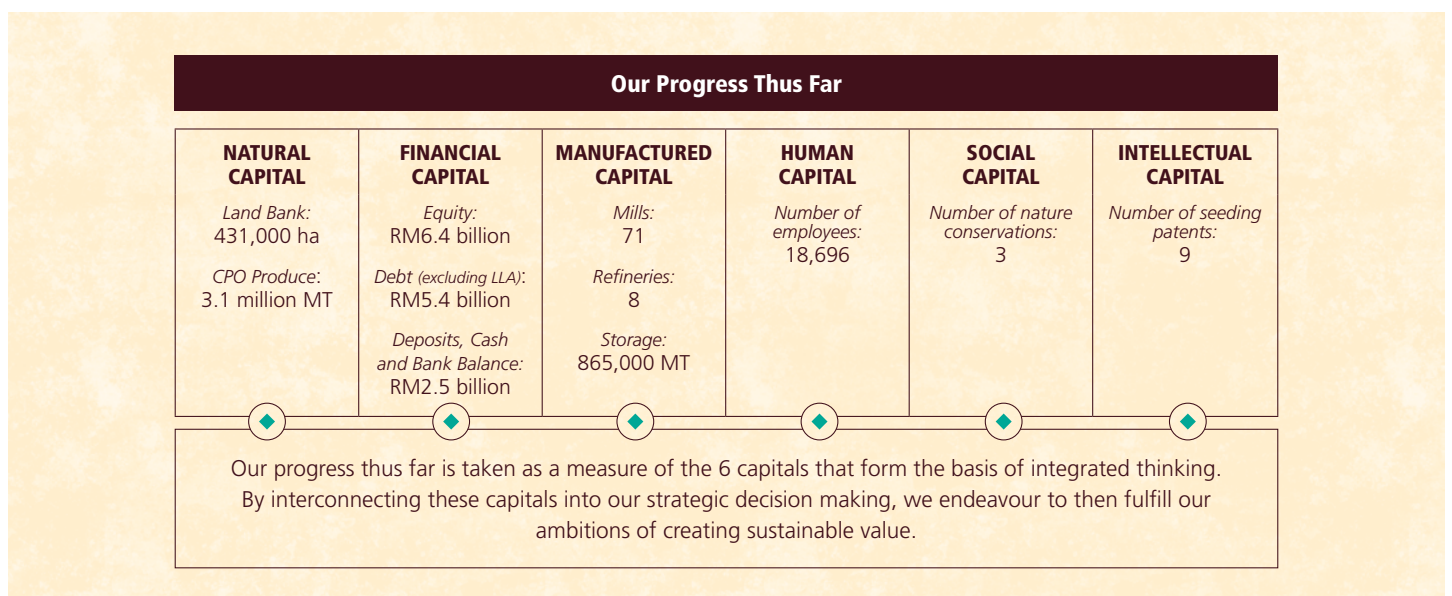 Our Progress Thus Far
NATURAL
CAPITAL
Land Bank:
431,000 ha
CPO Produce:
3.1 million MT
FINANCIAL
CAPITAL
Equity:
RM6.4 billion
Debt (excluding LLA):
RM5.4 billion
Deposits, Cash
and Bank Balance:
RM2.5 billion
MANUFACTURED
CAPITAL
Mills:
71
Refineries:
8
Storage:
865,000 MT
HUMAN
CAPITAL
Number of
employees:
18,696
SOCIAL
CAPITAL
Number of nature
conservations:
3
INTELLECTUAL
CAPITAL
Number of seeding
patents:
9
Our progress thus far is taken as a measure of the 6 capitals that form the basis of integrated thinking.
By interconnecting these capitals into our strategic decision making, we endeavour to then fulfill our
ambitions of creating sustainable value.